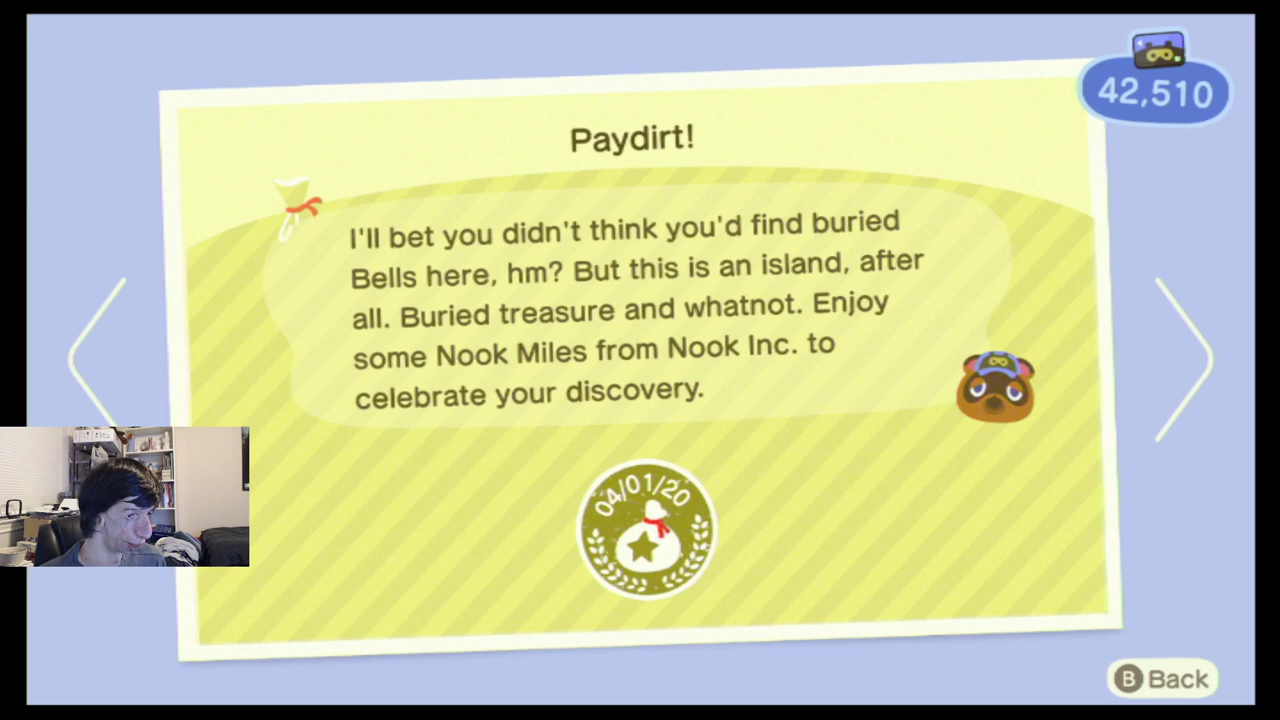 42,510
Paydirt!
I'll bet you didn't think you'd find buried
Bells here, hm? But this is an island, after
all. Buried treasure and whatnot. Enjoy
some Nook Miles from Nook Inc. to
celebrate your discovery.
04/01/20
B Back